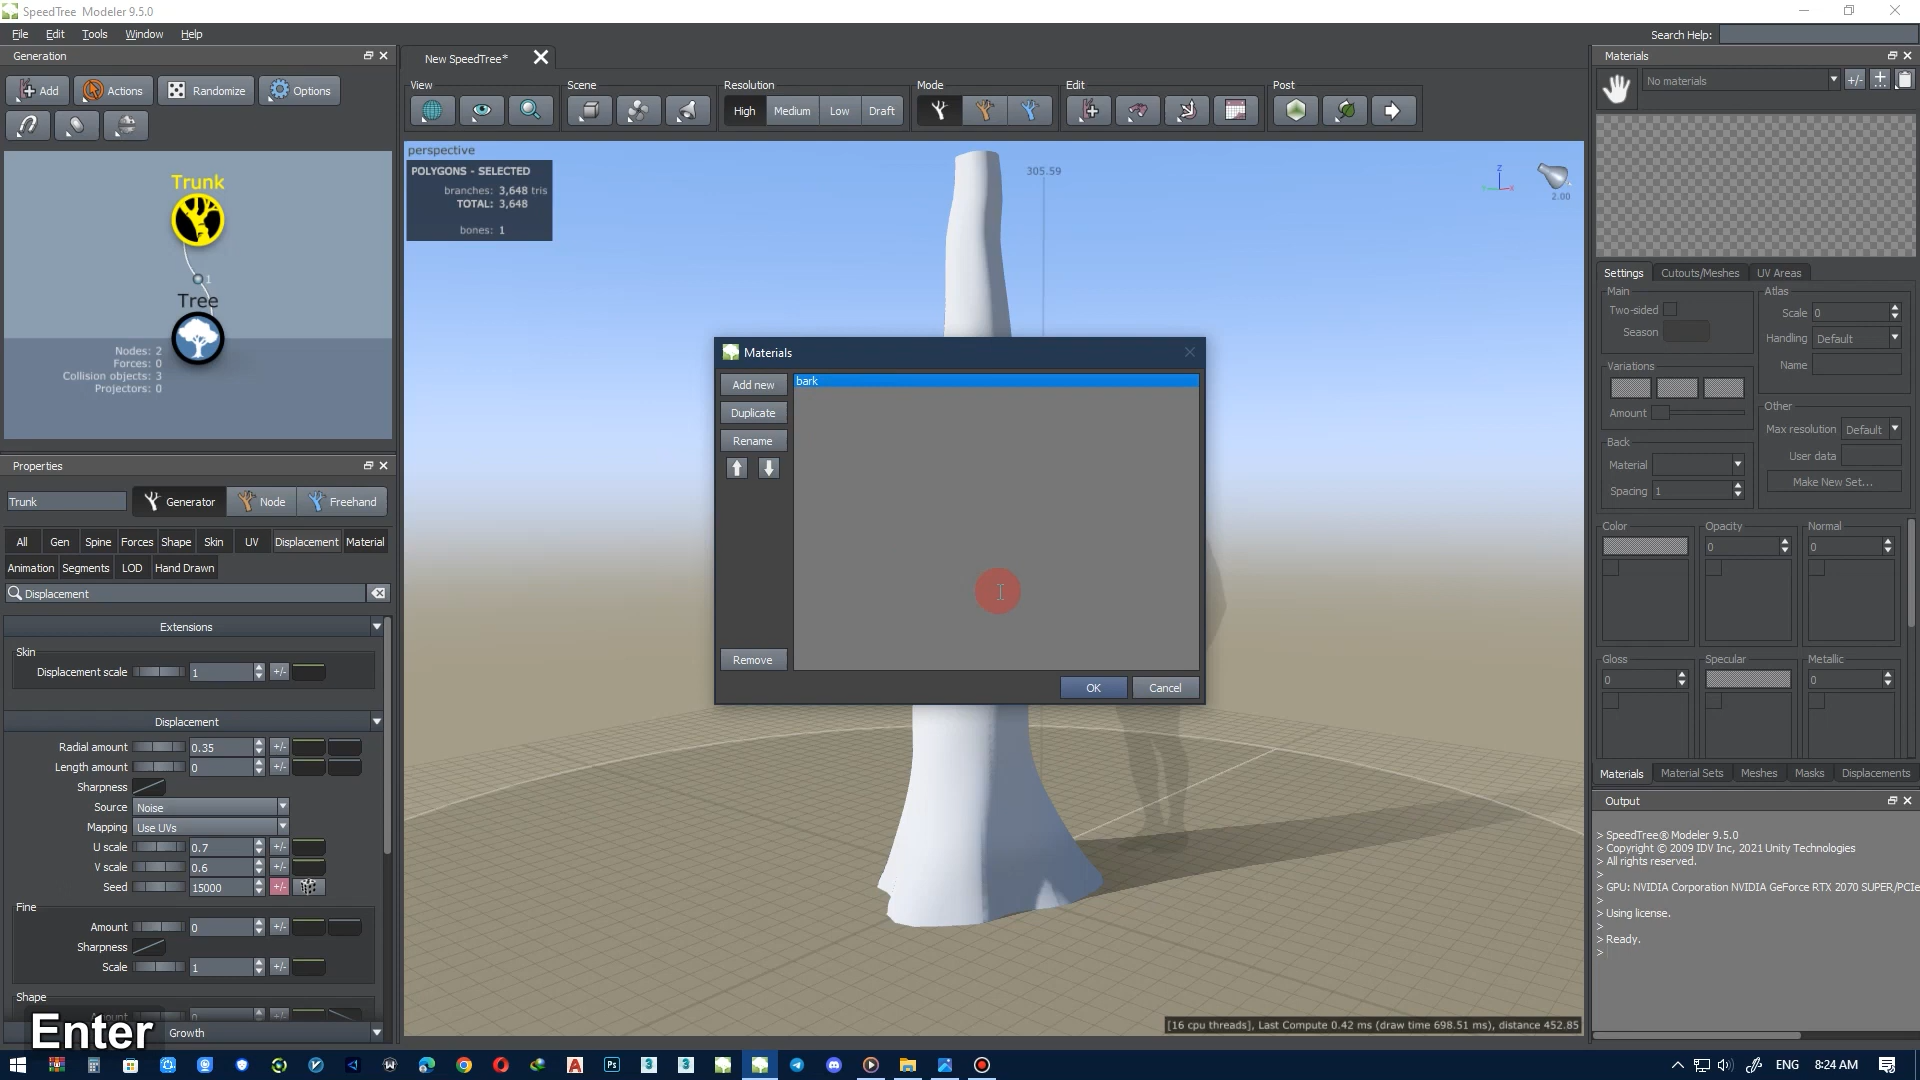 SpeedTree Modeler 9.5.0
File Edit Tools Window Help
Search Help:
Generation
Add Actions Randomize Options
Trunk
1
Tree
Nodes: 2
Forces: 0
Collision objects: 3
Projectors: 0
Properties
Trunk Generator Node Freehand
All Gen Spine Forces Shape Skin UV Displacement Material
Animation Segments LOD Hand Drawn
Displacement
Extensions
Skin
Displacement scale 1 +/-
Displacement
Radial amount 0.35 +/-
Length amount 0 +/-
Sharpness
Source Noise
Mapping Use UVs
U scale 0.7 +/-
V scale 0.6 +/-
Seed 15000 +/-
Fine
Amount 0 +/-
Sharpness
Scale 1 +/-
Shape
Growth
Enter
New SpeedTree*
View Scene Resolution Mode Edit Post
High Medium Low Draft
perspective
POLYGONS - SELECTED
branches: 3,648 tris
TOTAL: 3,648
bones: 1
305.59
Z
2.00
Materials
Add new
bark
Duplicate
Rename
Remove
OK Cancel
[16 cpu threads], Last Compute 0.42 ms (draw time 698.51 ms), distance 452.85
Materials
No materials +/-
Settings Cutouts/Meshes UV Areas
Main
Two-sided
Season
Variations
Amount
Back
Material
Spacing 1
Atlas
Scale 0
Handling Default
Name
Other
Max resolution Default
User data
Make New Set...
Color Opacity Normal
0 0
Gloss Specular Metallic
0 0
Materials Material Sets Meshes Masks Displacements
Output
> SpeedTree® Modeler 9.5.0
> Copyright © 2009 IDV Inc, 2021 Unity Technologies
> All rights reserved.
>
> GPU: NVIDIA Corporation NVIDIA GeForce RTX 2070 SUPER/PCIe
>
> Using license.
>
> Ready.
>
ENG 8:24 AM